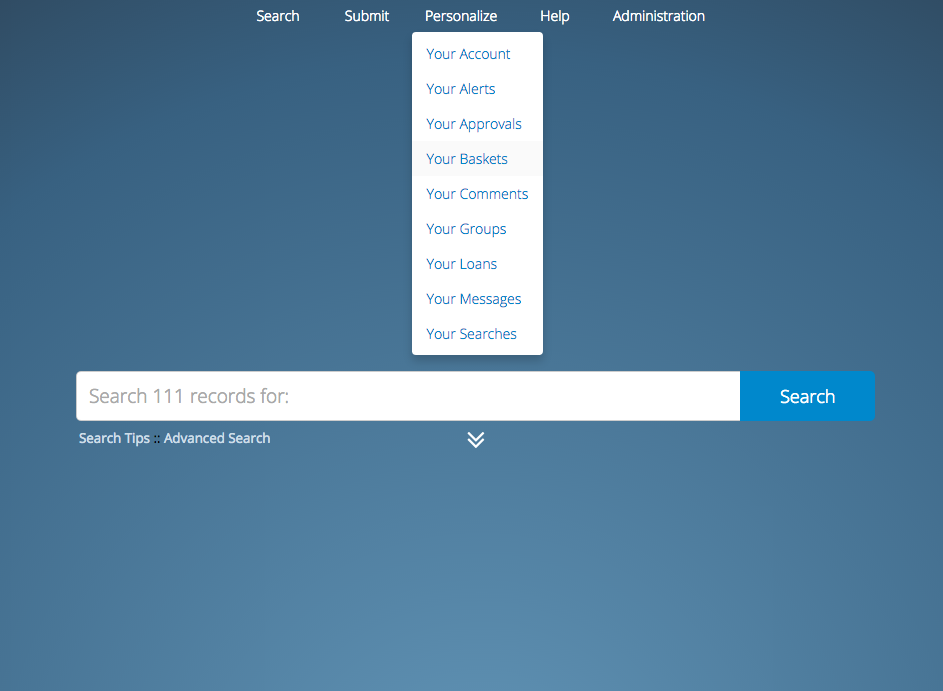 Search Submit Personalize Help Administration
Your Account
Your Alerts
Your Approvals
Your Baskets
Your Comments
Your Groups
Your Loans
Your Messages
Your Searches
Search 111 records for: Search
Search Tips :: Advanced Search